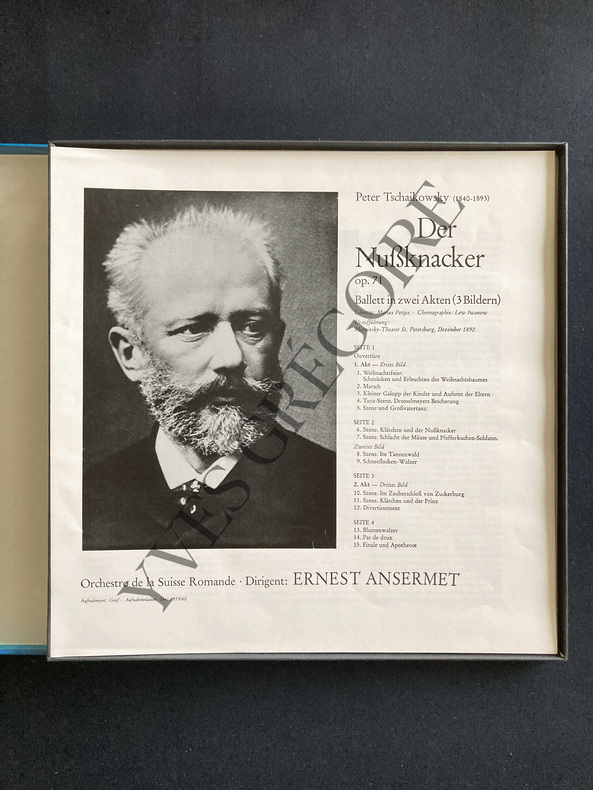 Peter Tschaikowsky (1840-1893)
Der
Nußknacker
op. 71
Ballett in zwei Akten (3 Bildern)
Libretto: Marius Petipa – Choreographie: Lew Iwanow
Uraufführung:
Mariinsky-Theater St. Petersburg, Dezember 1892
SEITE 1
Ouvertüre
1. Akt — Erstes Bild
1. Weihnachtsfeier.
Schmücken und Erleuchten des Weihnachtsbaumes
2. Marsch
3. Kleiner Galopp der Kinder und Auftritt der Eltern
4. Tanz-Szene. Drosselmeyers Bescherung
5. Szene und Großvatertanz
SEITE 2
6. Szene. Klärchen und der Nußknacker
7. Szene. Schlacht der Mäuse und Pfefferkuchen-Soldaten.
Zweites Bild
8. Szene. Im Tannenwald
9. Schneeflocken-Walzer
SEITE 3
2. Akt — Drittes Bild
10. Szene. Im Zauberschloß von Zuckerburg
11. Szene. Klärchen und der Prinz
12. Divertissement
SEITE 4
13. Blumenwalzer
14. Pas de deux
15. Finale und Apotheose
Orchestre de la Suisse Romande · Dirigent: ERNEST ANSERMET
Aufnahmeort: Genf – Aufnahmedatum: 1959/60
YVES GRÉGOIRE